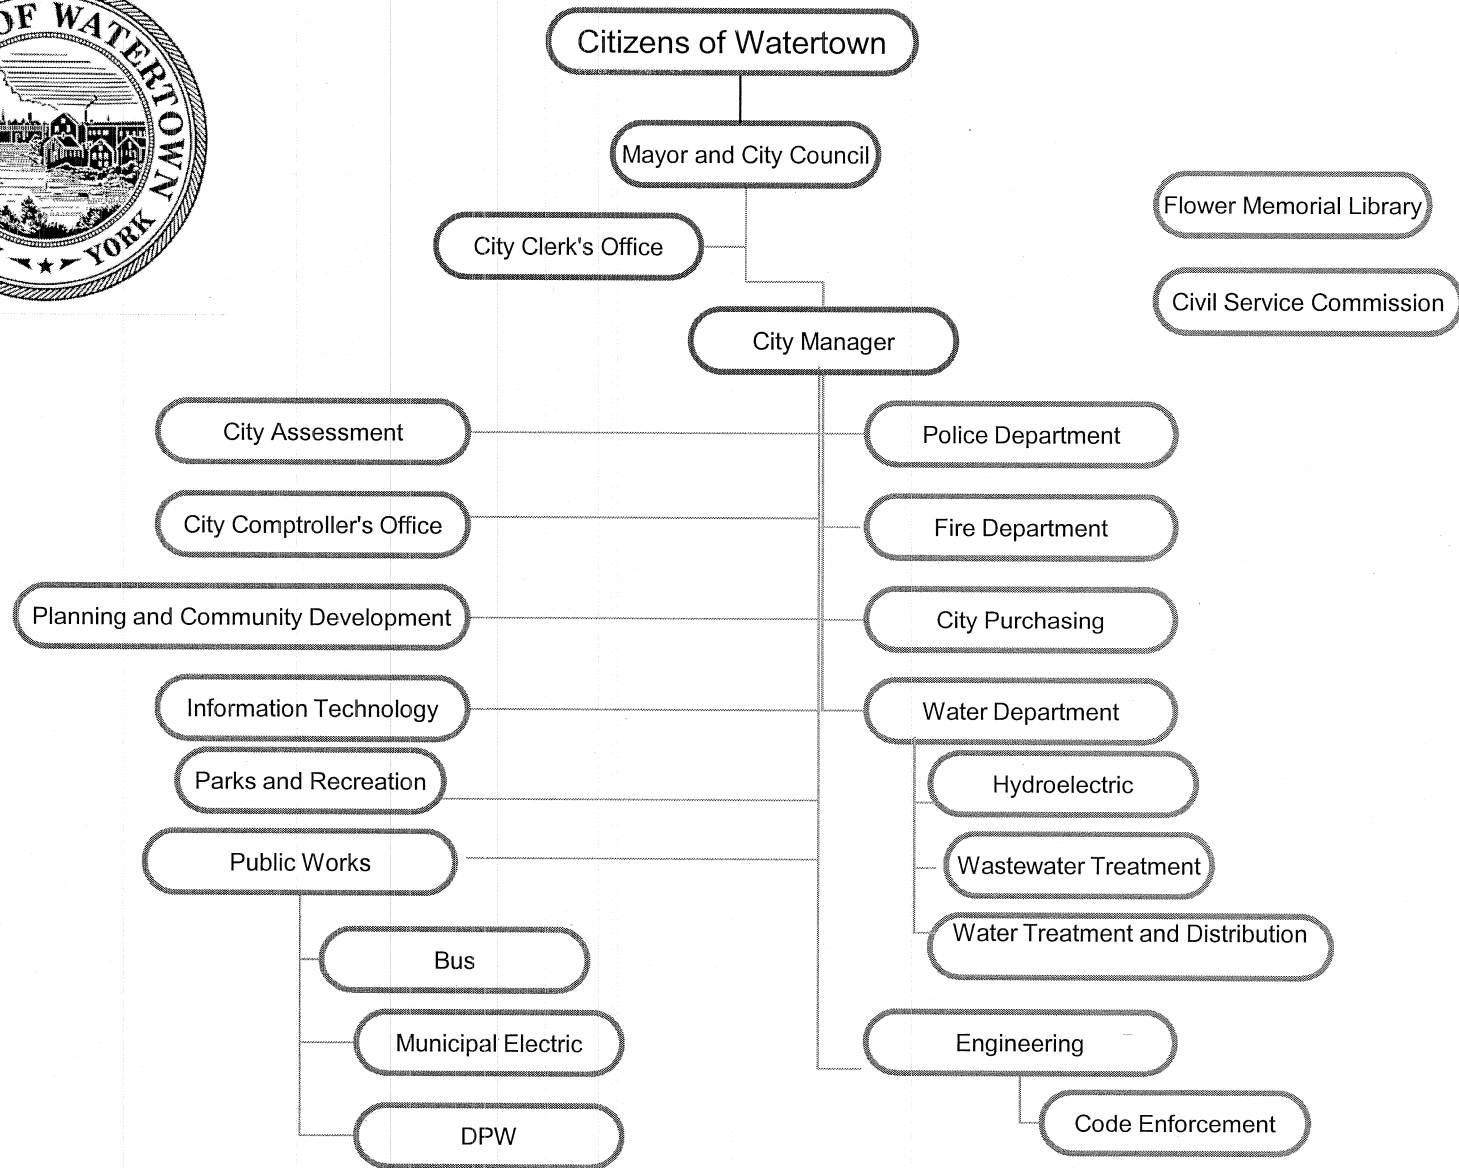 OF WATERTOWN
YORK
Citizens of Watertown
Mayor and City Council
Flower Memorial Library
City Clerk's Office
Civil Service Commission
City Manager
City Assessment
Police Department
City Comptroller's Office
Fire Department
Planning and Community Development
City Purchasing
Information Technology
Water Department
Parks and Recreation
Hydroelectric
Public Works
Wastewater Treatment
Water Treatment and Distribution
Bus
Municipal Electric
Engineering
DPW
Code Enforcement